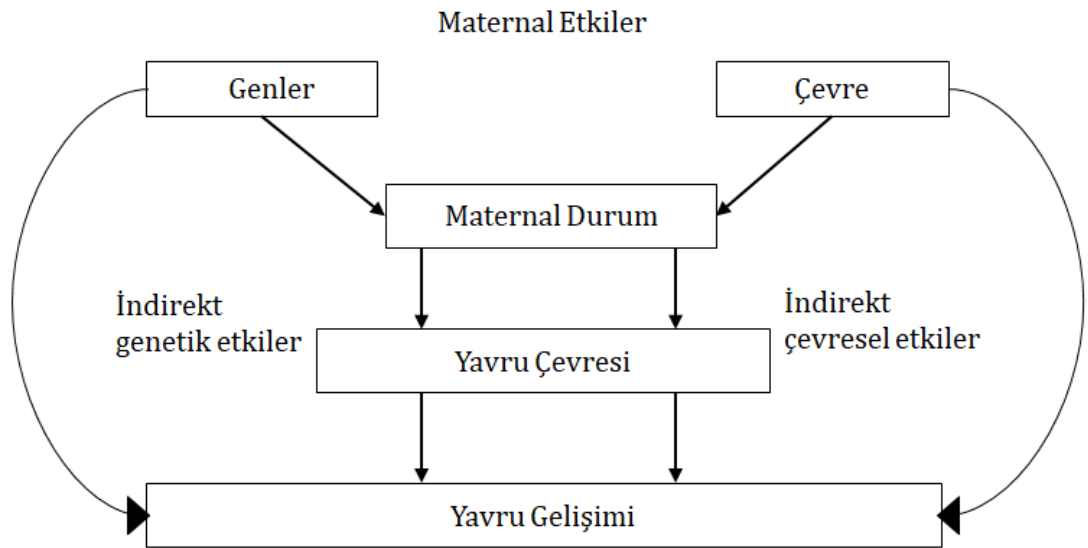 Maternal Etkiler
Genler
Çevre
Maternal Durum
İndirekt
genetik etkiler
İndirekt
çevresel etkiler
Yavru Çevresi
Yavru Gelişimi